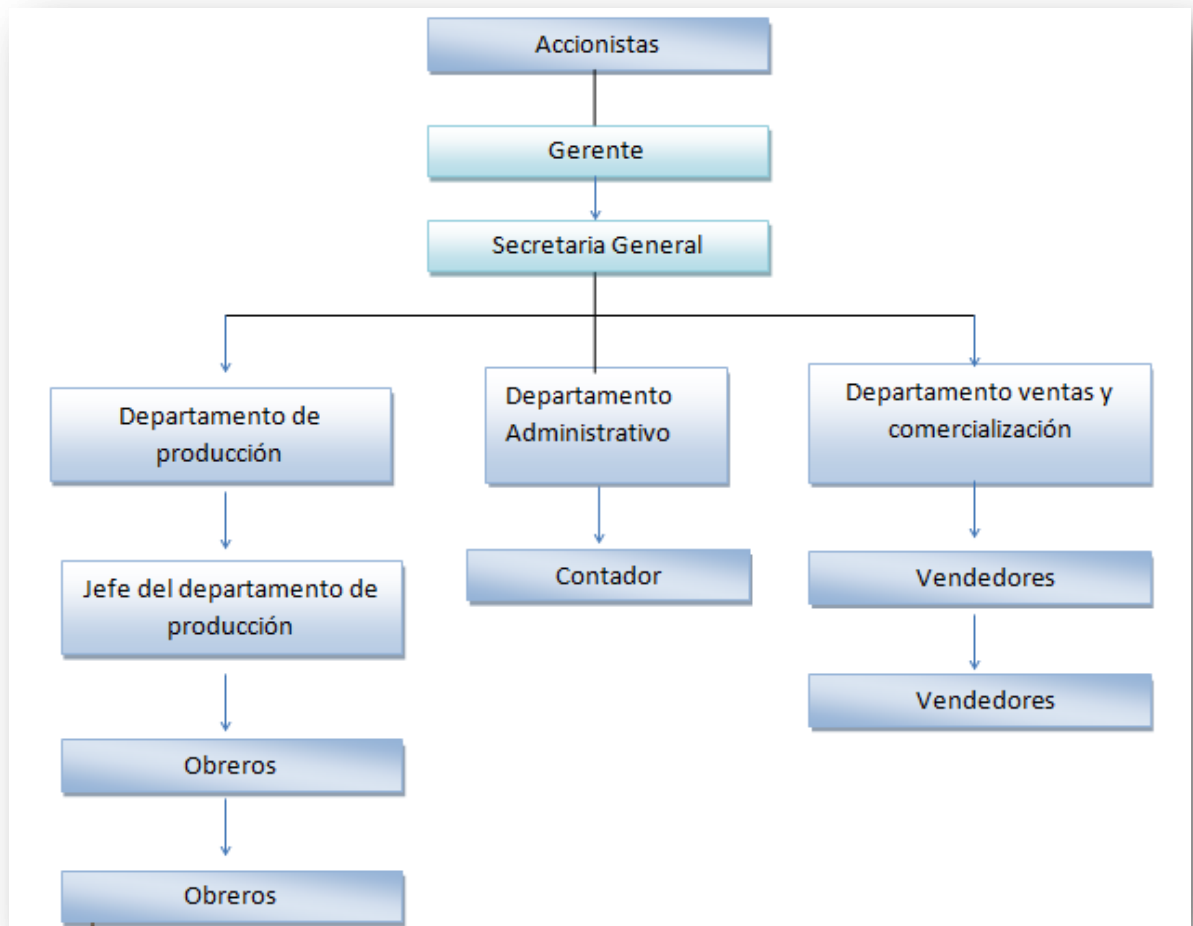 Accionistas
Gerente
Secretaria General
Departamento de
producción
Departamento
Administrativo
Departamento ventas y
comercialización
Jefe del departamento de
producción
Contador
Vendedores
Vendedores
Obreros
Obreros